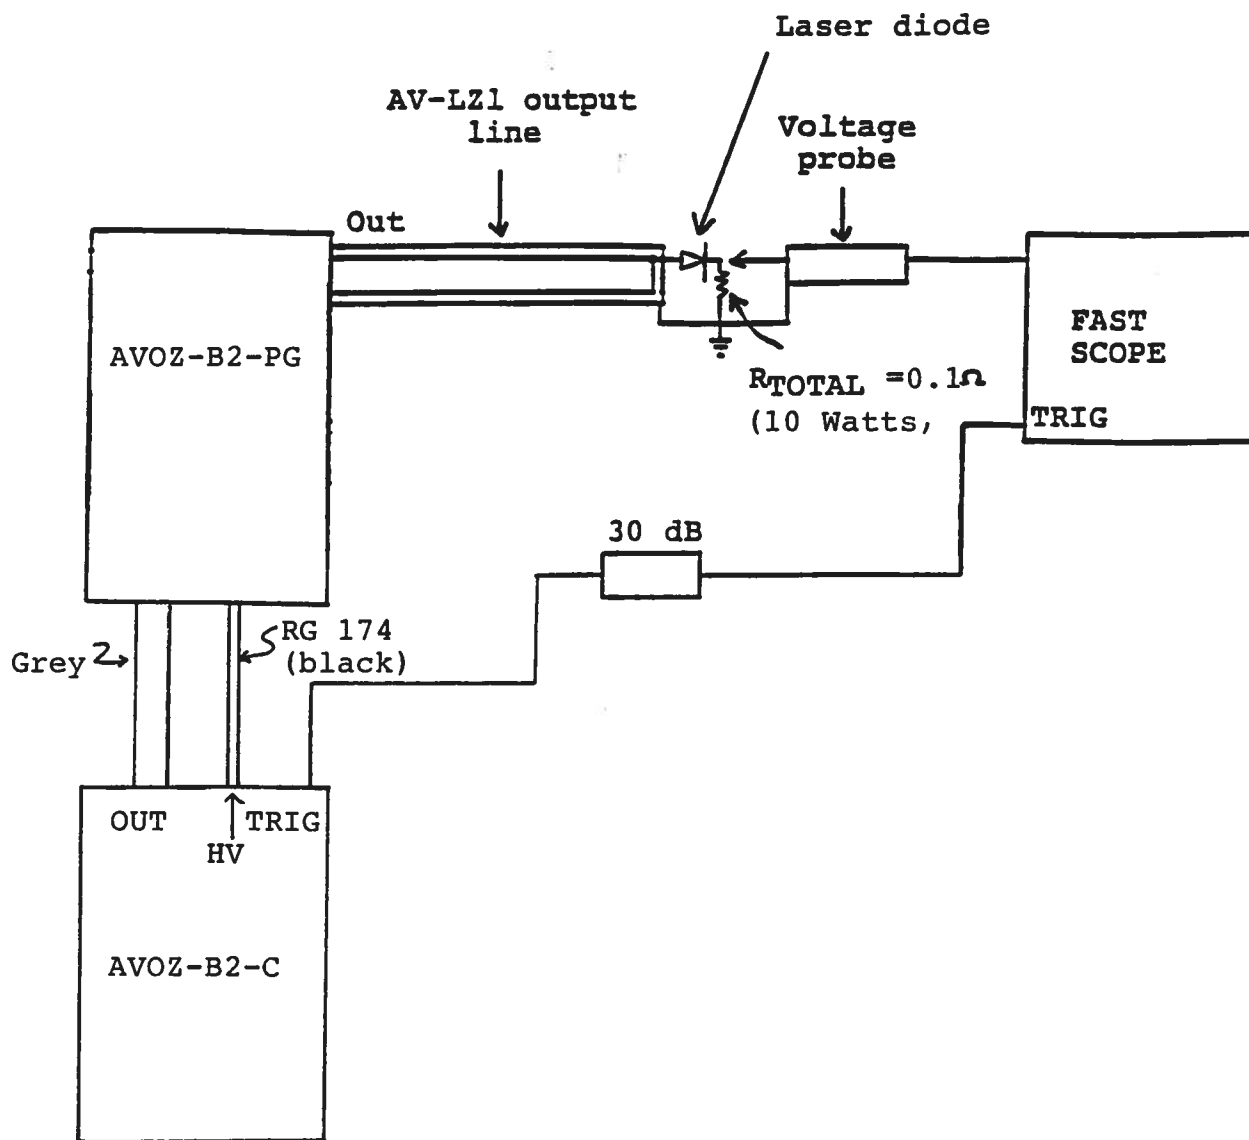 Laser diode
AV-LZ1 output
line
Voltage
probe
Out
AVOZ-B2-PG
FAST
SCOPE
RTOTAL =0.1Ω
(10 Watts,
TRIG
30 dB
RG 174
(black)
Grey
OUT
TRIG
HV
AVOZ-B2-C